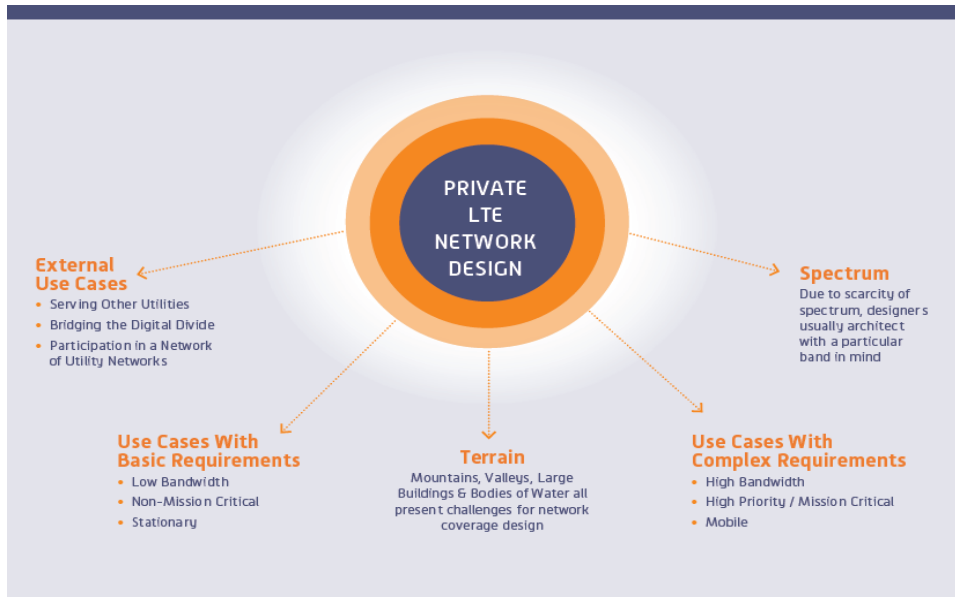 PRIVATE
LTE
NETWORK
DESIGN
External
Use Cases
• Serving Other Utilities
• Bridging the Digital Divide
• Participation in a Network
of Utility Networks
Spectrum
Due to scarcity of
spectrum, designers
usually architect
with a particular
band in mind
Use Cases With
Basic Requirements
• Low Bandwidth
• Non-Mission Critical
• Stationary
Terrain
Mountains, Valleys, Large
Buildings & Bodies of Water all
present challenges for network
coverage design
Use Cases With
Complex Requirements
• High Bandwidth
• High Priority / Mission Critical
• Mobile